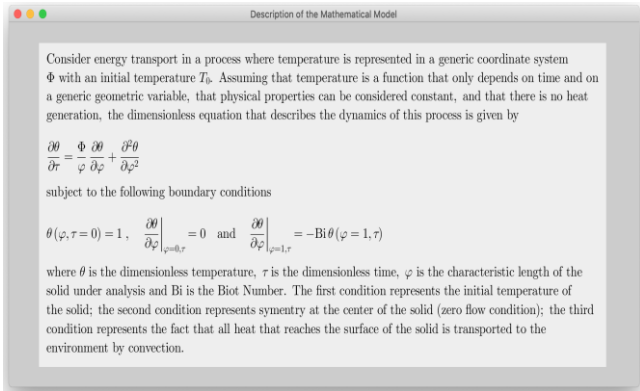 Description of the Mathematical Model
Consider energy transport in a process where temperature is represented in a generic coordinate system
Φ with an initial temperature T₀. Assuming that temperature is a function that only depends on time and on
a generic geometric variable, that physical properties can be considered constant, and that there is no heat
generation, the dimensionless equation that describes the dynamics of this process is given by
∂θ/∂τ = Φ/φ ∂θ/∂φ + ∂²θ/∂φ²
subject to the following boundary conditions
θ(φ, τ = 0) = 1 , ∂θ/∂φ|φ=0,τ = 0 and ∂θ/∂φ|φ=1,τ = −Bi θ (φ = 1, τ)
where θ is the dimensionless temperature, τ is the dimensionless time, φ is the characteristic length of the
solid under analysis and Bi is the Biot Number. The first condition represents the initial temperature of
the solid; the second condition represents symentry at the center of the solid (zero flow condition); the third
condition represents the fact that all heat that reaches the surface of the solid is transported to the
environment by convection.